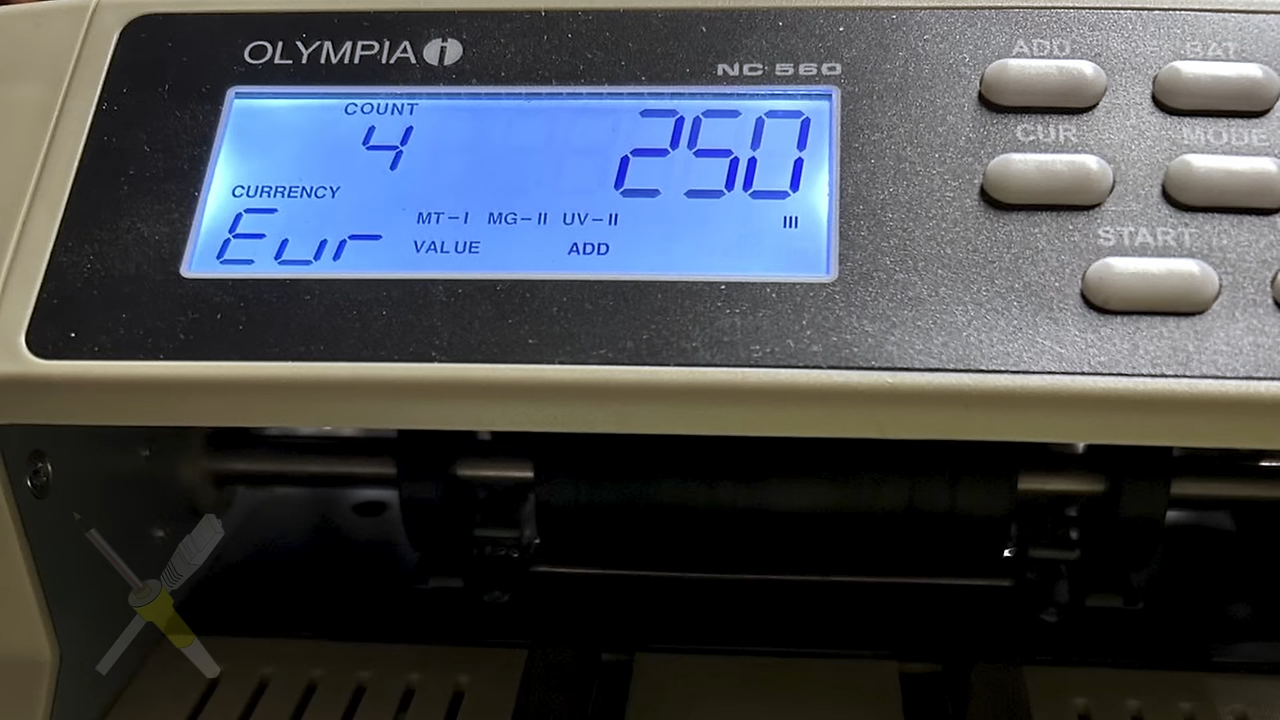 OLYMPIA
NC 560
COUNT
4
250
CURRENCY
Eur
MT-I MG-II UV-II
III
VALUE ADD
ADD BAT
CUR MODE
START